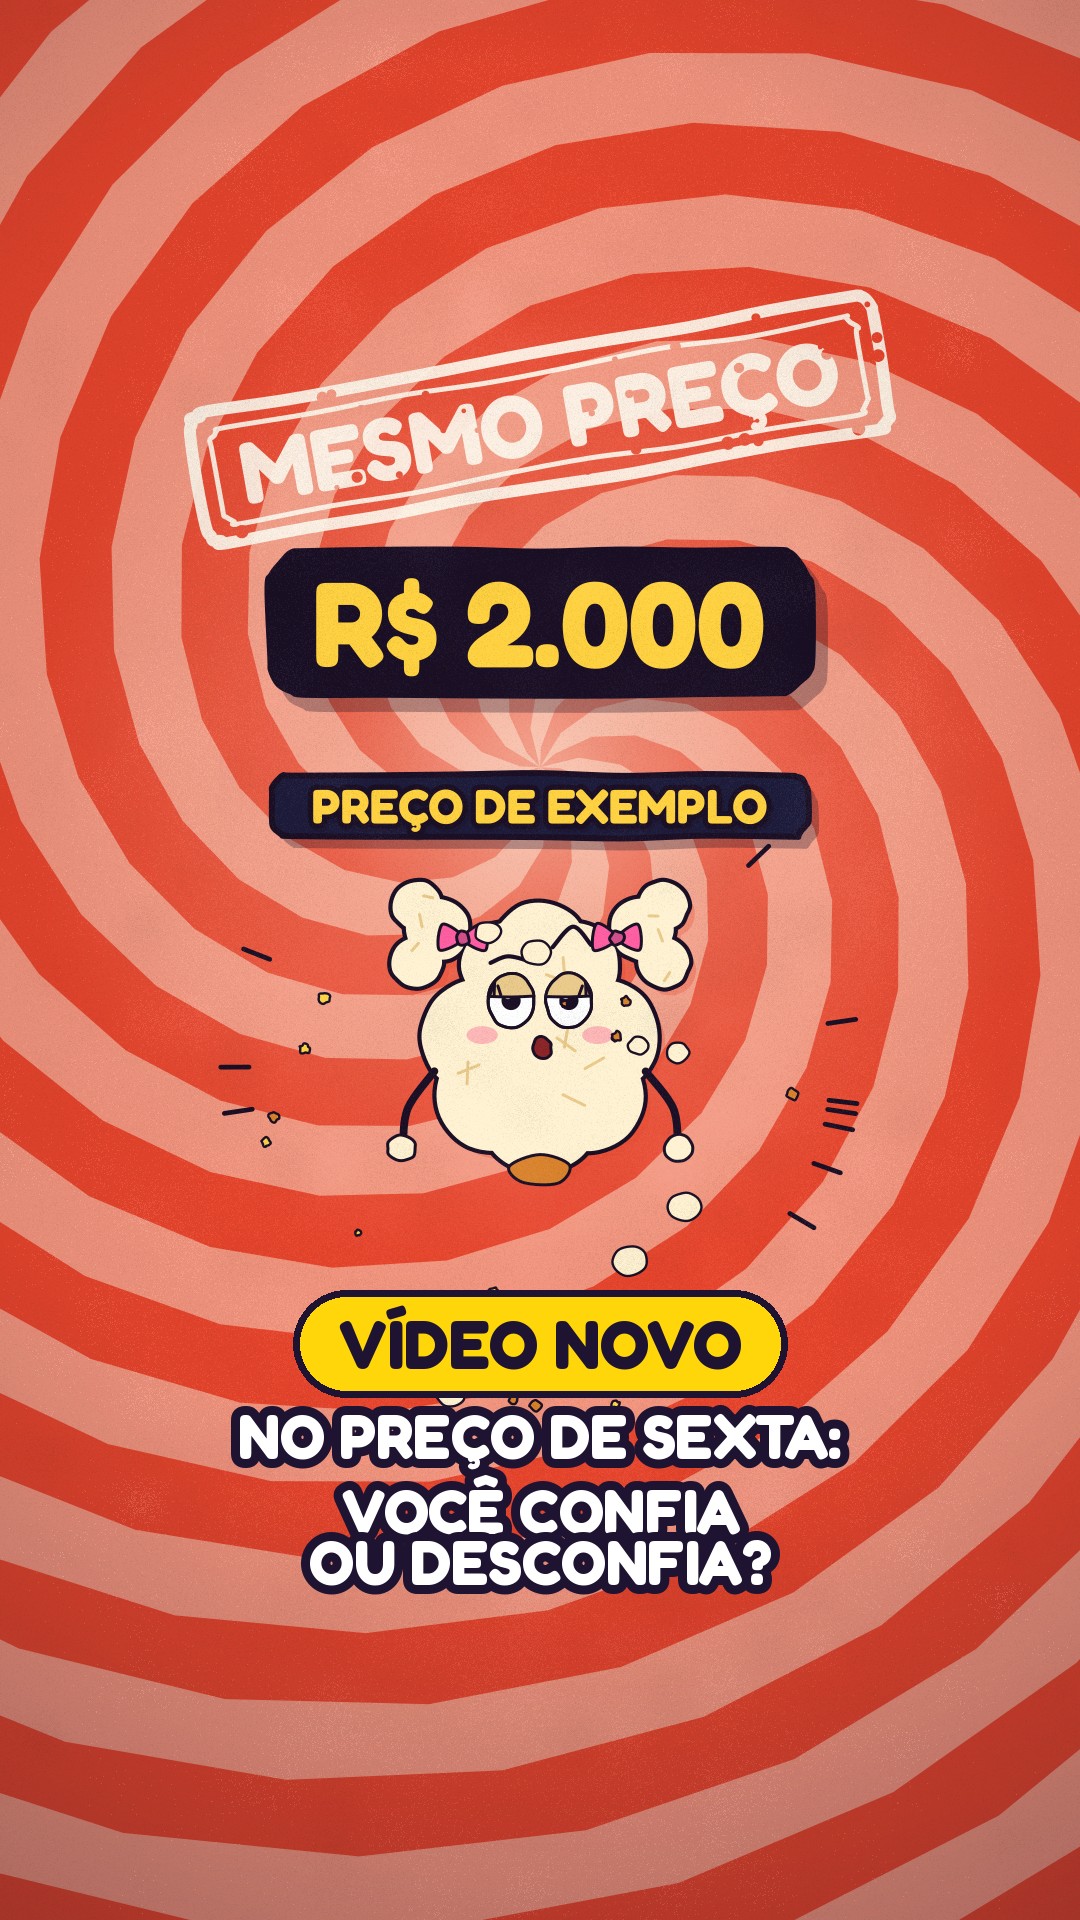 MESMO PREÇO
R$ 2.000
PREÇO DE EXEMPLO
VÍDEO NOVO
NO PREÇO DE SEXTA:
VOCÊ CONFIA
OU DESCONFIA?